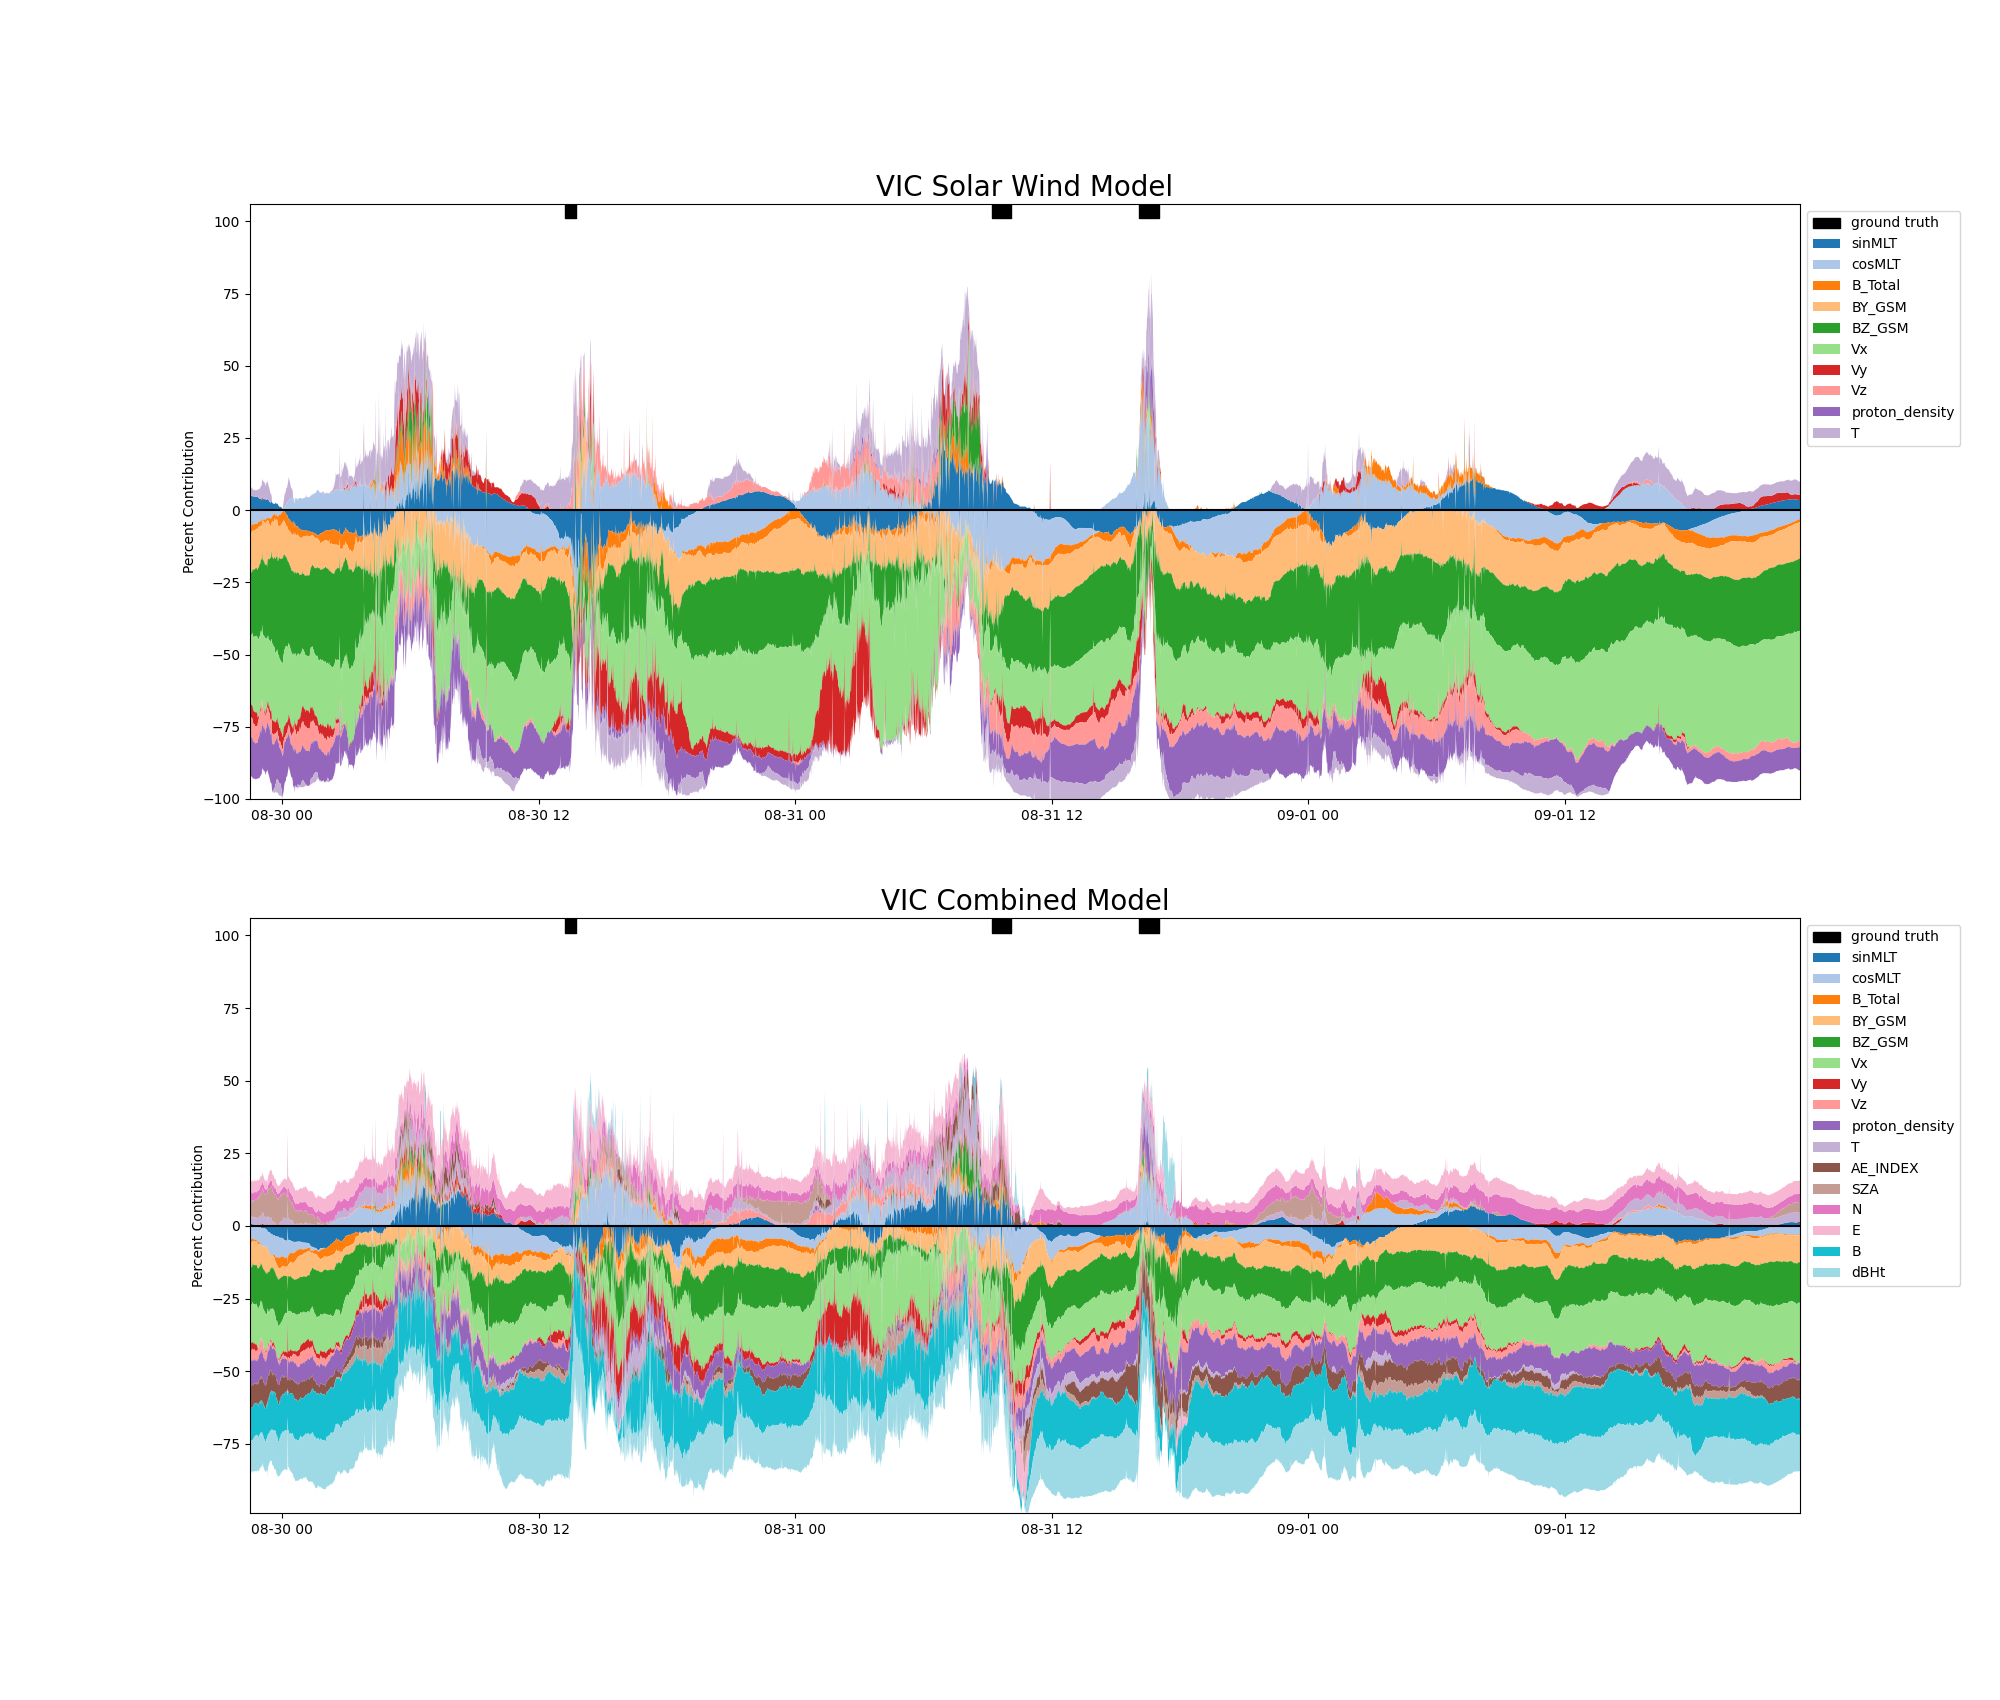 VIC Solar Wind Model
Percent Contribution
100
75
50
25
0
−25
−50
−75
−100
08-30 00
08-30 12
08-31 00
08-31 12
09-01 00
09-01 12
ground truth
sinMLT
cosMLT
B_Total
BY_GSM
BZ_GSM
Vx
Vy
Vz
proton_density
T
VIC Combined Model
Percent Contribution
100
75
50
25
0
−25
−50
−75
08-30 00
08-30 12
08-31 00
08-31 12
09-01 00
09-01 12
ground truth
sinMLT
cosMLT
B_Total
BY_GSM
BZ_GSM
Vx
Vy
Vz
proton_density
T
AE_INDEX
SZA
N
E
B
dBHt